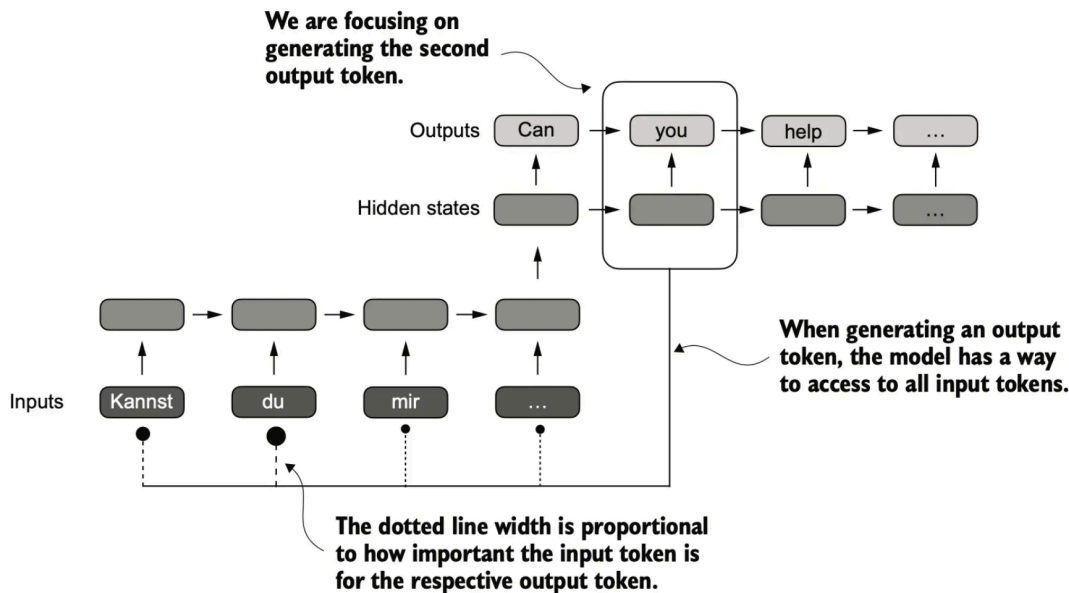 We are focusing on
generating the second
output token.
Outputs
Can
you
help
...
Hidden states
...
When generating an output
token, the model has a way
to access to all input tokens.
Inputs
Kannst
du
mir
...
The dotted line width is proportional
to how important the input token is
for the respective output token.